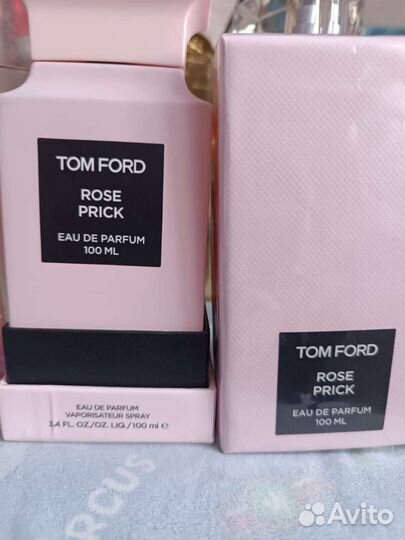 TOM FORD
ROSE
PRICK
EAU DE PARFUM
100 ML
EAU DE PARFUM
VAPORISATEUR SPRAY
3.4 FL. OZ./OZ. LIQ./100 ml ℮
TOM FORD
ROSE
PRICK
EAU DE PARFUM
100 ML
RCUS
Avito